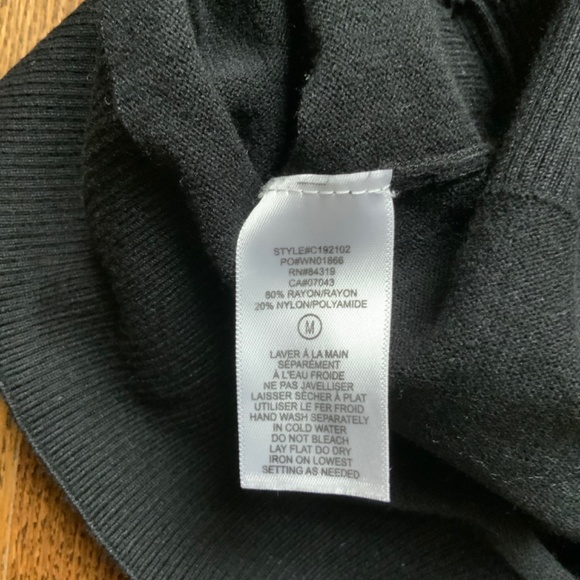 STYLE#C192102
PO#WN01866
RN#84319
CA#07043
80% RAYON/RAYON
20% NYLON/POLYAMIDE
M
LAVER À LA MAIN
SÉPARÉMENT
À L'EAU FROIDE
NE PAS JAVELLISER
LAISSER SÉCHER À PLAT
UTILISER LE FER FROID
HAND WASH SEPARATELY
IN COLD WATER
DO NOT BLEACH
LAY FLAT DO DRY
IRON ON LOWEST
SETTING AS NEEDED